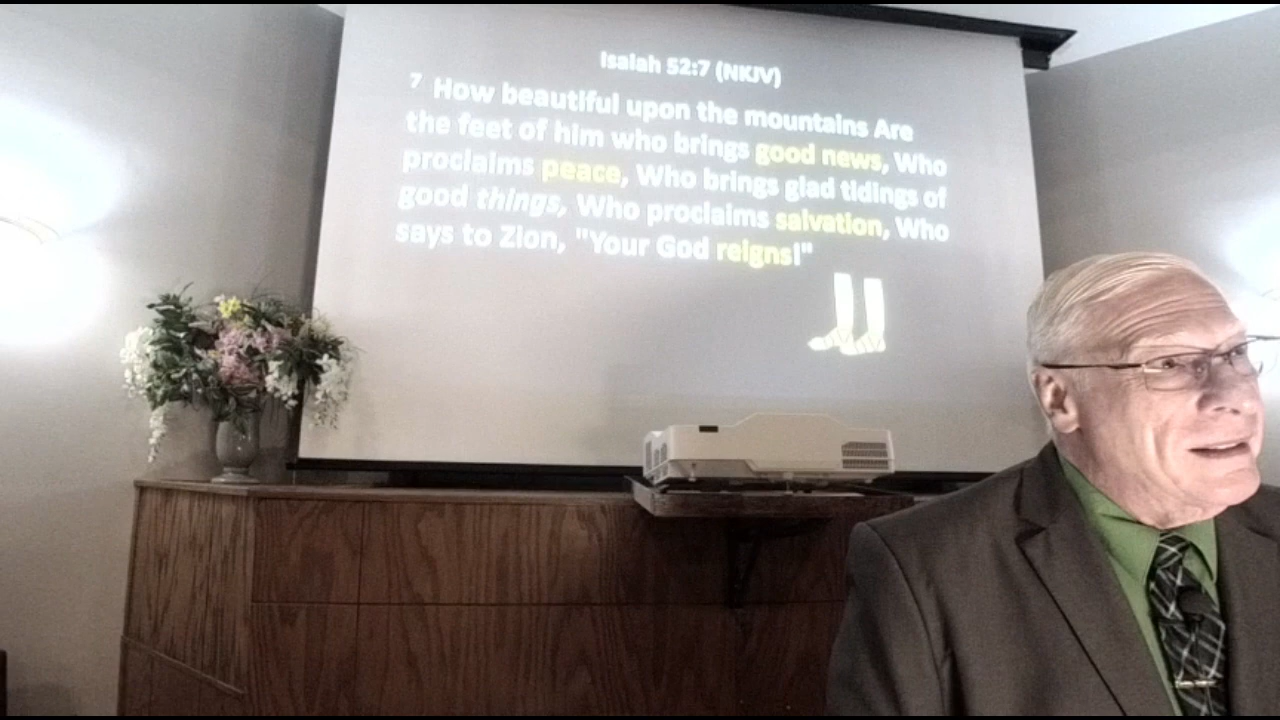 Isaiah 52:7 (NKJV)
7 How beautiful upon the mountains Are
the feet of him who brings good news, Who
proclaims peace, Who brings glad tidings of
good things, Who proclaims salvation, Who
says to Zion, "Your God reigns!"